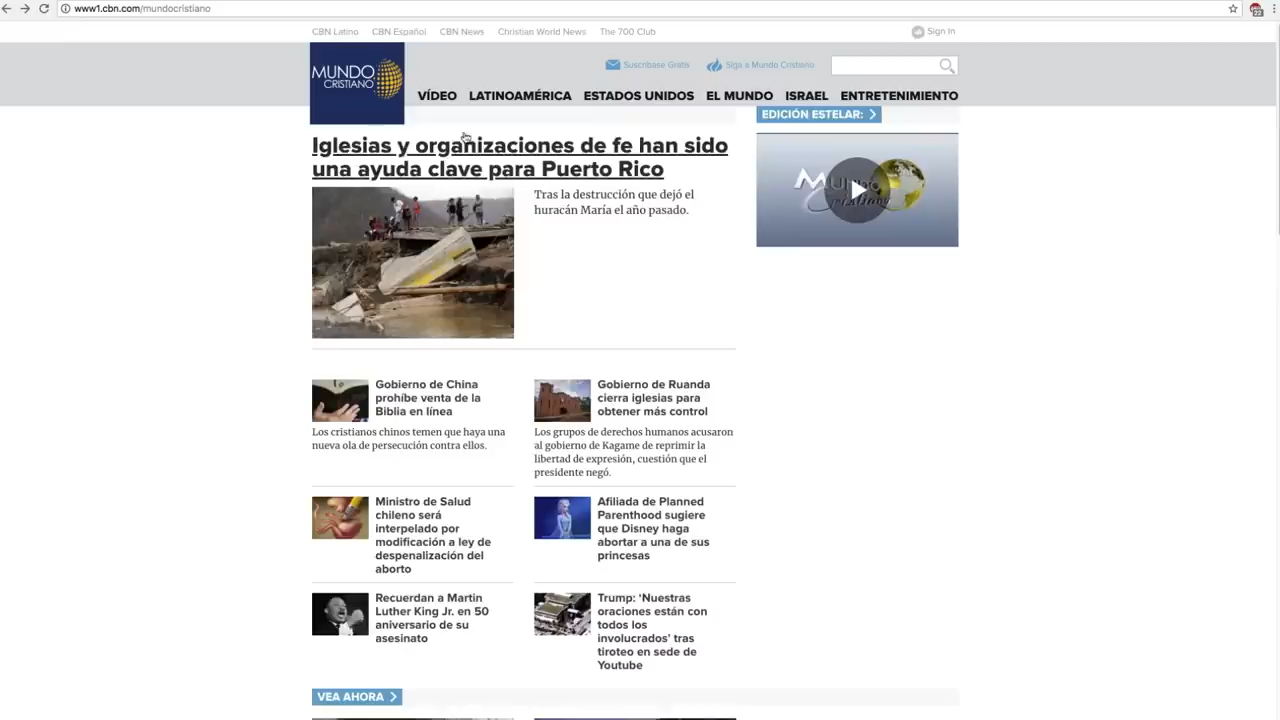 www1.cbn.com/mundocristiano
CBN Latino CBN Español CBN News Christian World News The 700 Club Sign In
MUNDO
CRISTIANO
Suscríbase Gratis Siga a Mundo Cristiano
VÍDEO LATINOAMÉRICA ESTADOS UNIDOS EL MUNDO ISRAEL ENTRETENIMIENTO
EDICIÓN ESTELAR:
Iglesias y organizaciones de fe han sido
una ayuda clave para Puerto Rico
Tras la destrucción que dejó el
huracán María el año pasado.
Mundo
Cristiano
Gobierno de China
prohíbe venta de la
Biblia en línea
Los cristianos chinos temen que haya una
nueva ola de persecución contra ellos.
Gobierno de Ruanda
cierra iglesias para
obtener más control
Los grupos de derechos humanos acusaron
al gobierno de Kagame de reprimir la
libertad de expresión, cuestión que el
presidente negó.
Ministro de Salud
chileno será
interpelado por
modificación a ley de
despenalización del
aborto
Afiliada de Planned
Parenthood sugiere
que Disney haga
abortar a una de sus
princesas
Recuerdan a Martin
Luther King Jr. en 50
aniversario de su
asesinato
Trump: ‘Nuestras
oraciones están con
todos los
involucrados’ tras
tiroteo en sede de
Youtube
VEA AHORA